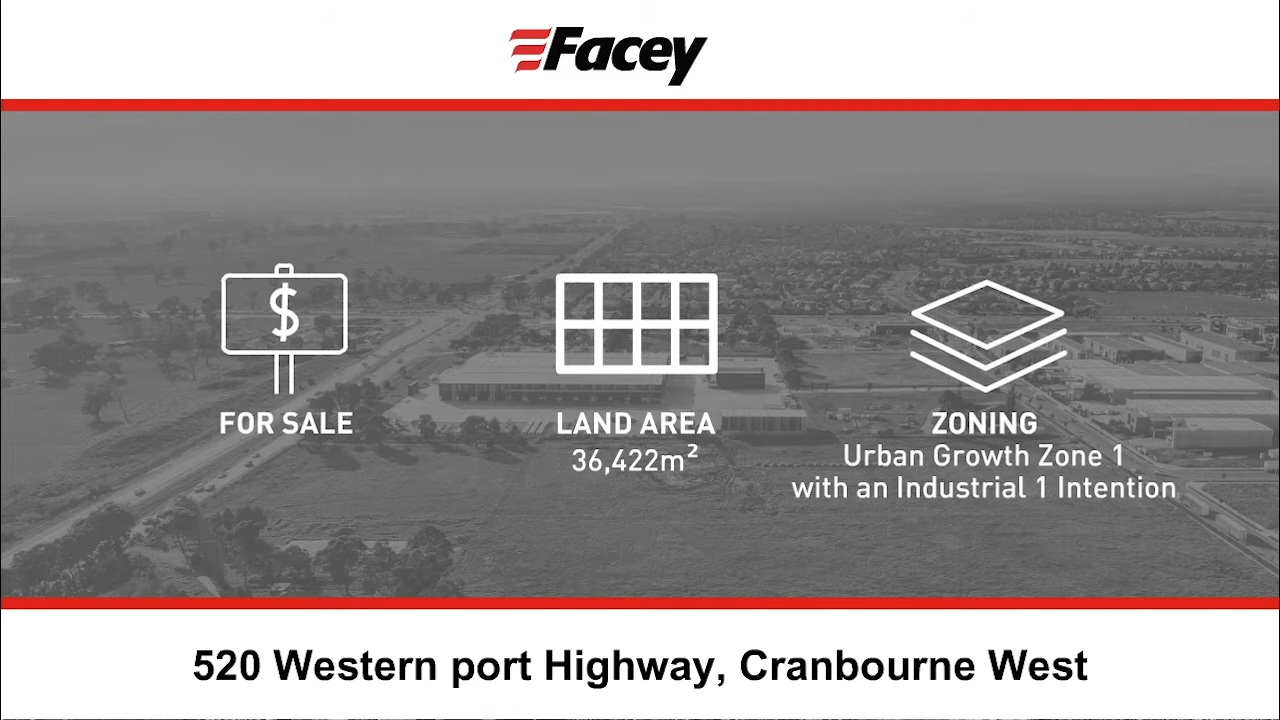 Facey
$
FOR SALE
LAND AREA
36,422m²
ZONING
Urban Growth Zone 1
with an Industrial 1 Intention
520 Western port Highway, Cranbourne West